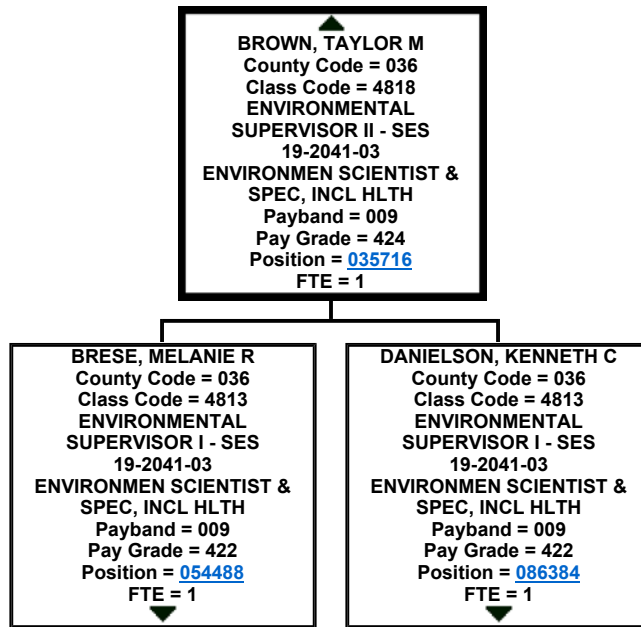 BROWN, TAYLOR M
County Code = 036
Class Code = 4818
ENVIRONMENTAL
SUPERVISOR II - SES
19-2041-03
ENVIRONMEN SCIENTIST &
SPEC, INCL HLTH
Payband = 009
Pay Grade = 424
Position = 035716
FTE = 1
BRESE, MELANIE R
County Code = 036
Class Code = 4813
ENVIRONMENTAL
SUPERVISOR I - SES
19-2041-03
ENVIRONMEN SCIENTIST &
SPEC, INCL HLTH
Payband = 009
Pay Grade = 422
Position = 054488
FTE = 1
DANIELSON, KENNETH C
County Code = 036
Class Code = 4813
ENVIRONMENTAL
SUPERVISOR I - SES
19-2041-03
ENVIRONMEN SCIENTIST &
SPEC, INCL HLTH
Payband = 009
Pay Grade = 422
Position = 086384
FTE = 1